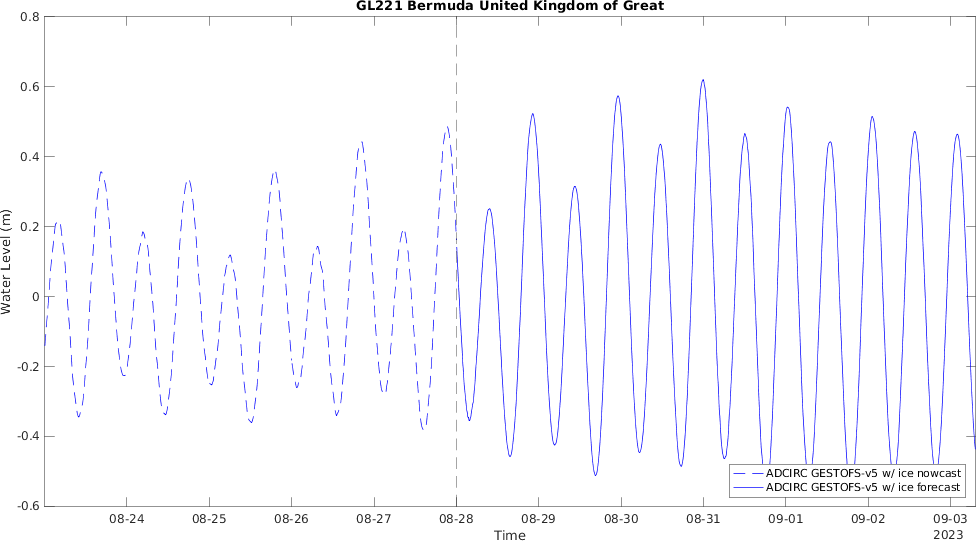 GL221 Bermuda United Kingdom of Great
Water Level (m)
0.8
0.6
0.4
0.2
0
-0.2
-0.4
-0.6
ADCIRC GESTOFS-v5 w/ ice nowcast
ADCIRC GESTOFS-v5 w/ ice forecast
08-24 08-25 08-26 08-27 08-28 08-29 08-30 08-31 09-01 09-02 09-03
Time
2023